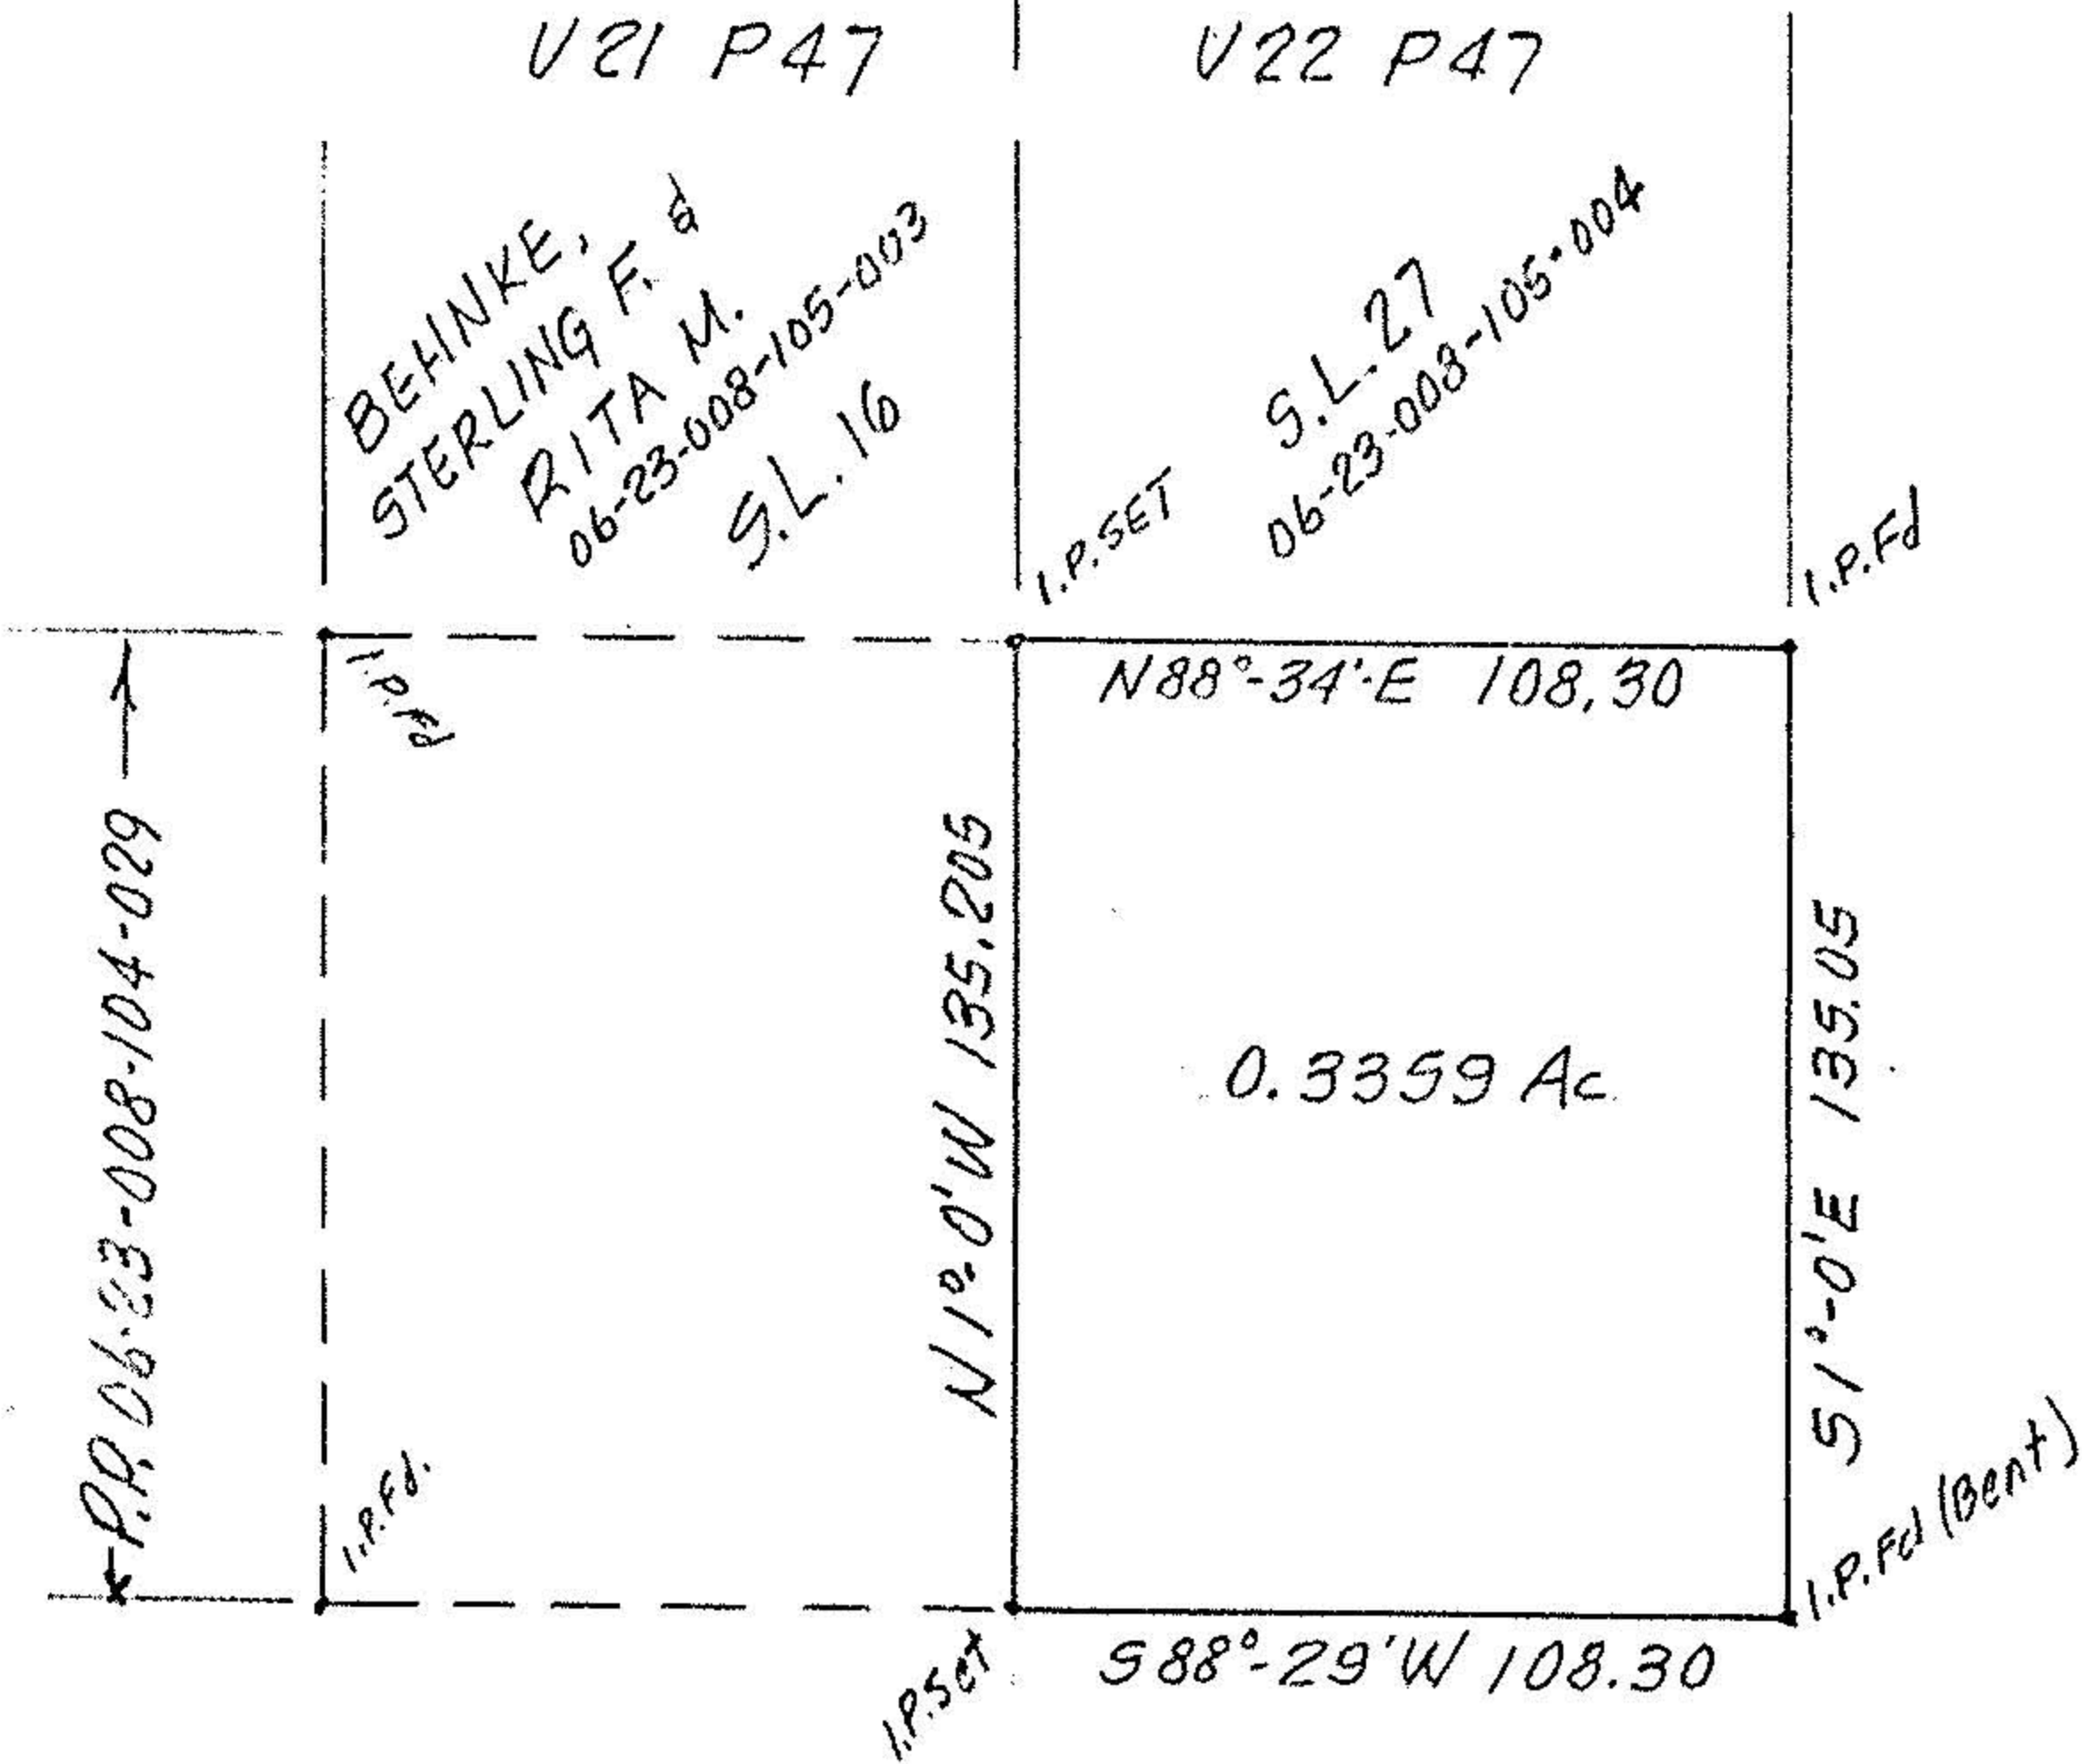 V21 P47
V22 P47
BEHNKE,
STERLING F. &
RITA M.
06-23-008-105-003
S.L. 16
S.L. 27
06-23-008-105-004
I.P. SET
I.P. Fd
I.P. Fd
N88°-34'-E 108.30
P.P. 06-23-008-104-029
N1°-0'W 135.205
0.3359 Ac.
S1°-0'E 135.05
I.P. Fd.
I.P. Fd (Bent)
I.P. Set
S88°-29'W 108.30